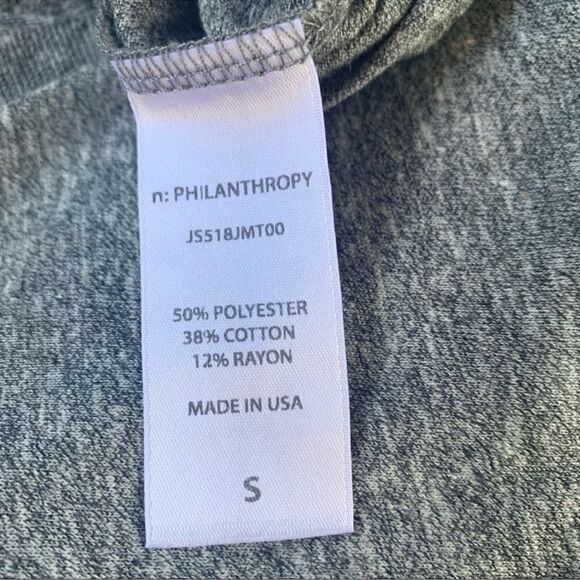 n: PHILANTHROPY
JS518JMT00
50% POLYESTER
38% COTTON
12% RAYON
MADE IN USA
S